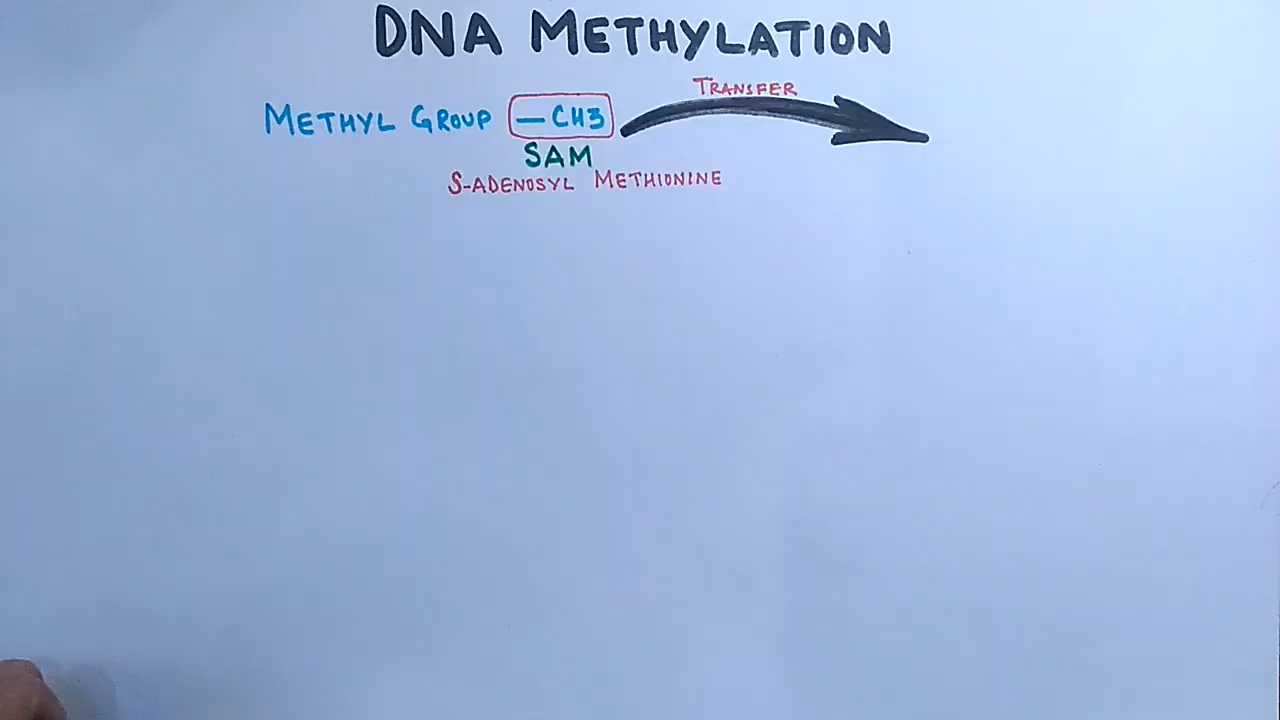 DNA METHYLATION
TRANSFER
METHYL GROUP —CH3
SAM
S-ADENOSYL METHIONINE